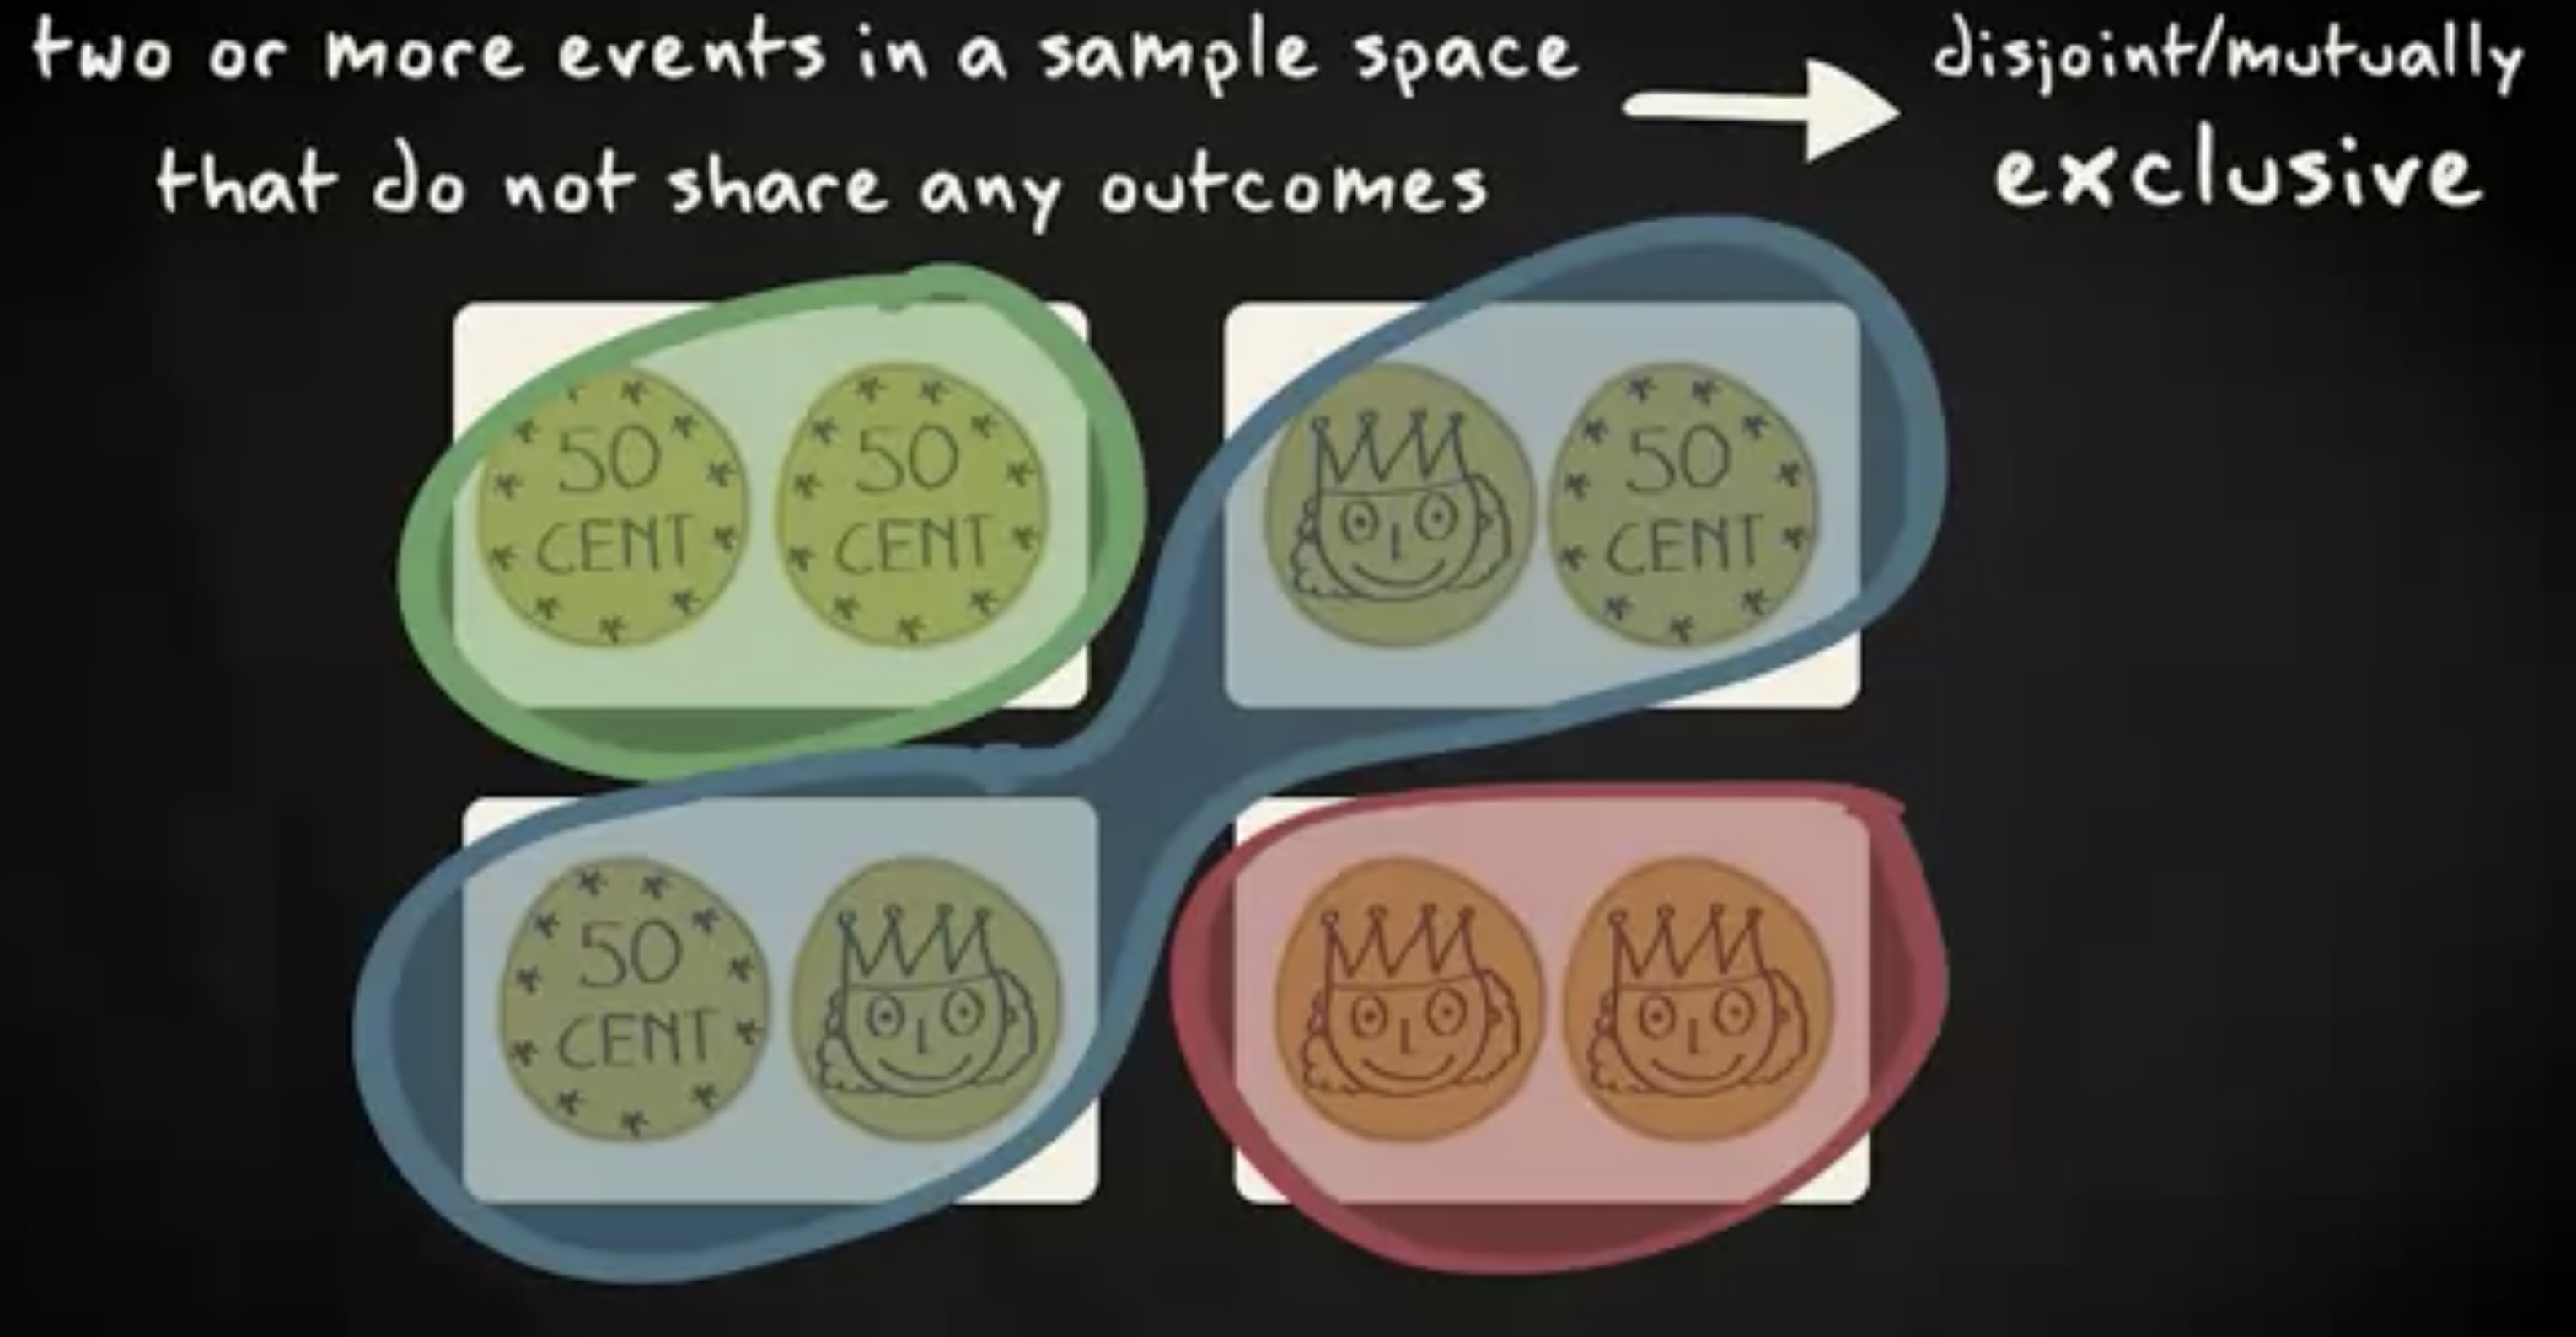 two or more events in a sample space
that do not share any outcomes
disjoint/mutually
exclusive
50
CENT
50
CENT
50
CENT
50
CENT